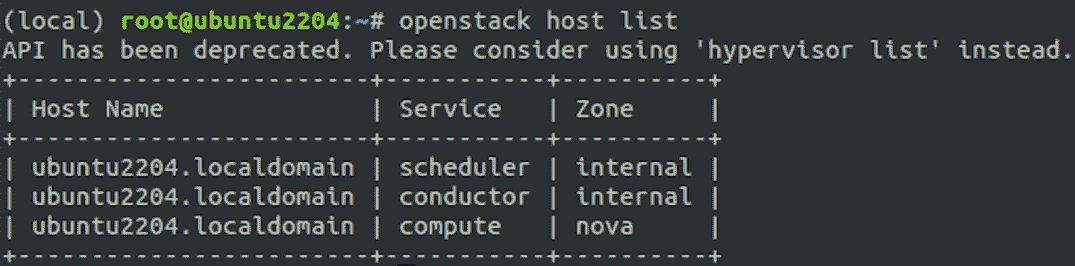 (local) root@ubuntu2204:~# openstack host list
API has been deprecated. Please consider using 'hypervisor list' instead.
+------------------------+-----------+----------+
| Host Name              | Service   | Zone     |
+------------------------+-----------+----------+
| ubuntu2204.localdomain | scheduler | internal |
| ubuntu2204.localdomain | conductor | internal |
| ubuntu2204.localdomain | compute   | nova     |
+------------------------+-----------+----------+